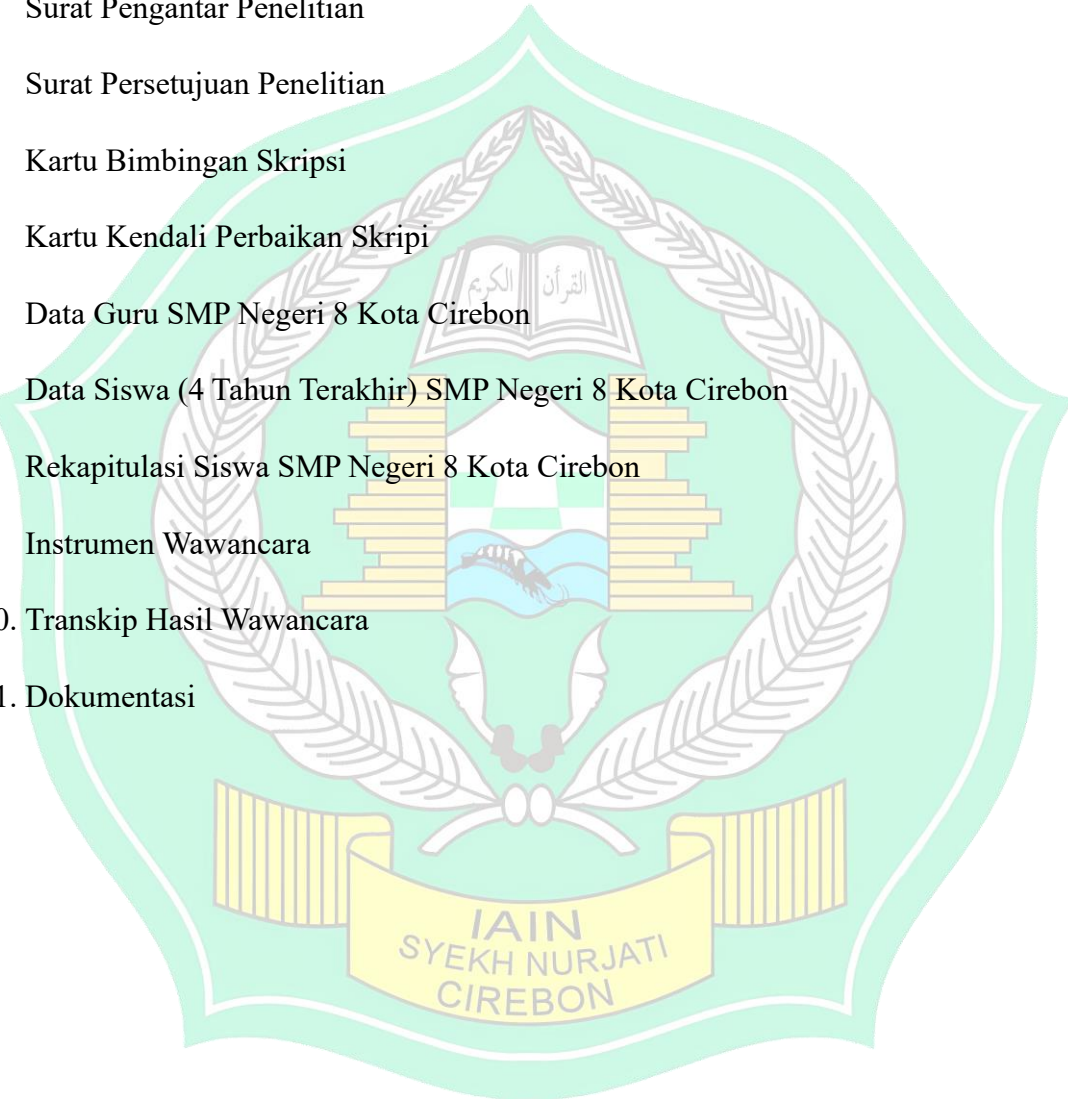 Surat Pengantar Penelitian
Surat Persetujuan Penelitian
Kartu Bimbingan Skripsi
Kartu Kendali Perbaikan Skripi
القرأن الكريم
Data Guru SMP Negeri 8 Kota Cirebon
Data Siswa (4 Tahun Terakhir) SMP Negeri 8 Kota Cirebon
Rekapitulasi Siswa SMP Negeri 8 Kota Cirebon
Instrumen Wawancara
0. Transkip Hasil Wawancara
1. Dokumentasi
IAIN
SYEKH NURJATI
CIREBON